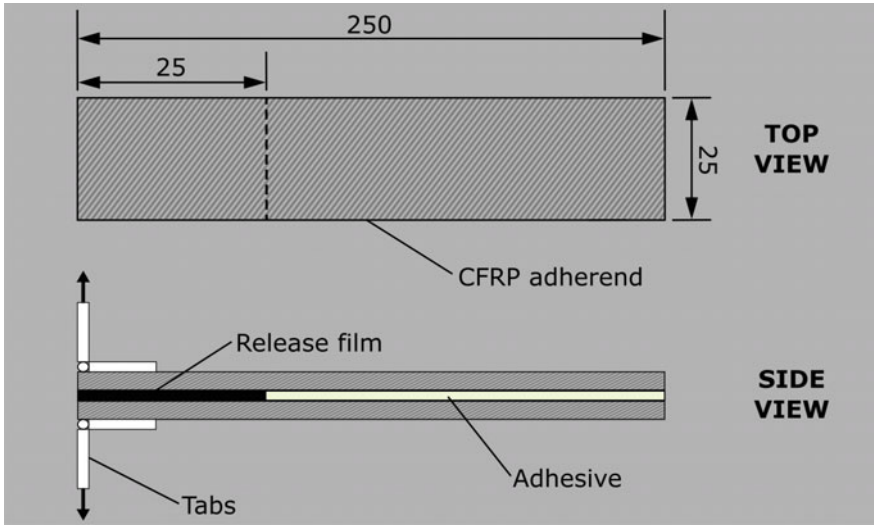 250
25
25
TOP
VIEW
CFRP adherend
Release film
SIDE
VIEW
Adhesive
Tabs